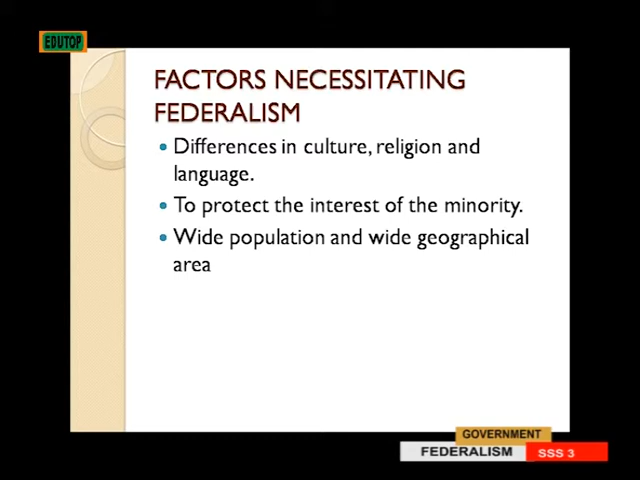 EDUTOP
FACTORS NECESSITATING
FEDERALISM
• Differences in culture, religion and
language.
• To protect the interest of the minority.
• Wide population and wide geographical
area
GOVERNMENT
FEDERALISM SSS 3